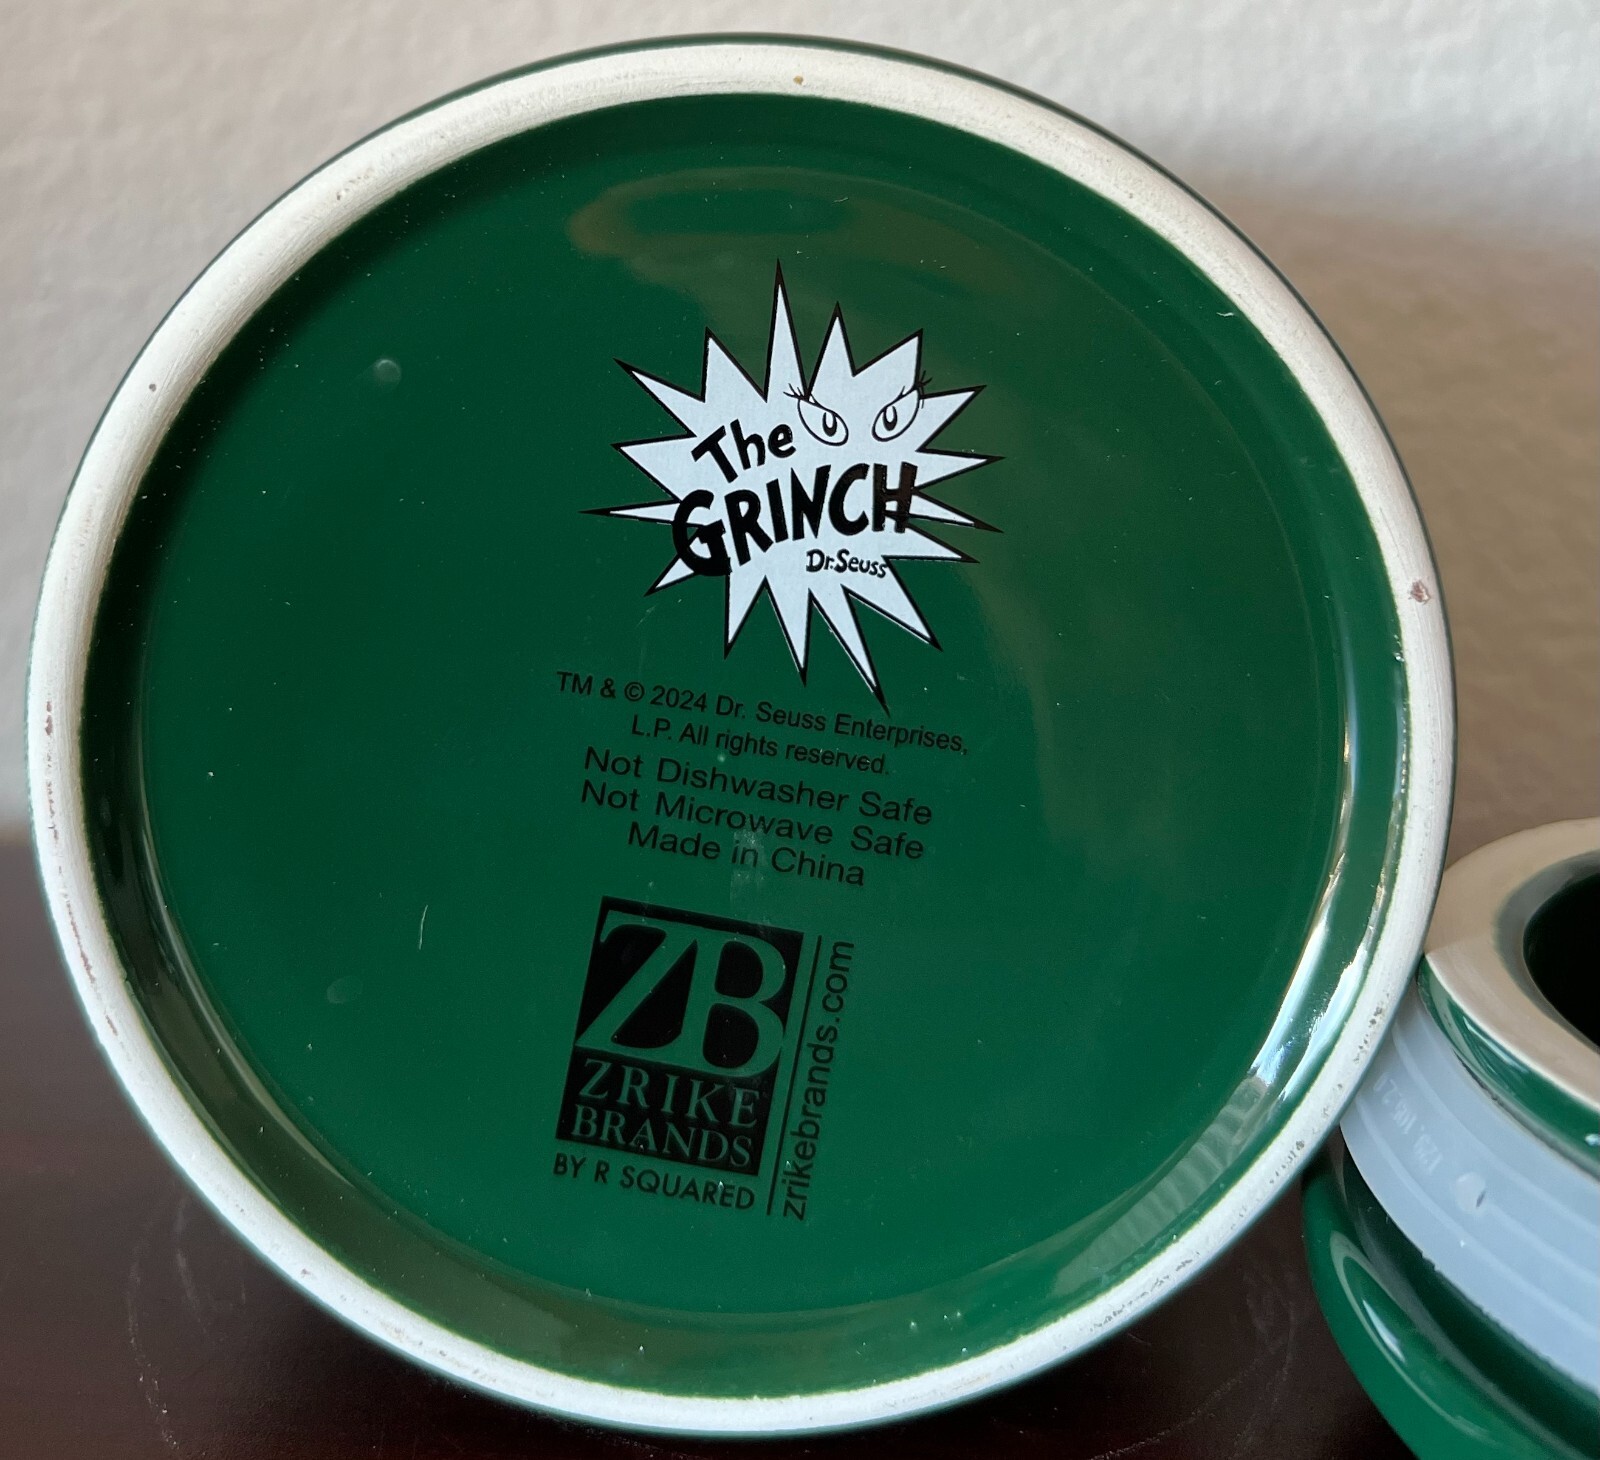 The
GRINCH
Dr. Seuss
TM & © 2024 Dr. Seuss Enterprises,
L.P. All rights reserved.
Not Dishwasher Safe
Not Microwave Safe
Made in China
ZB
ZRIKE
BRANDS
BY R SQUARED
zrikebrands.com